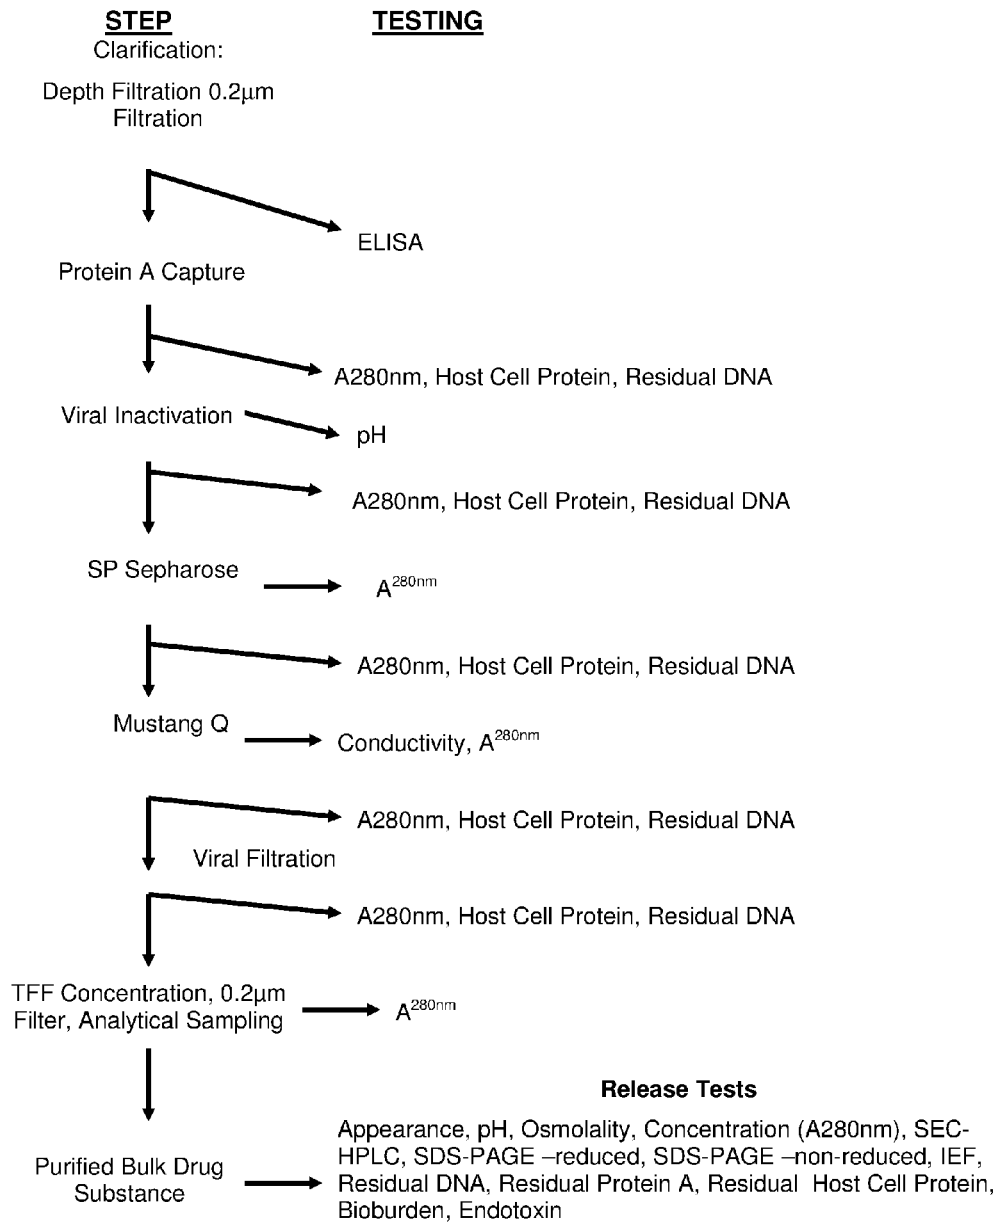 STEP
TESTING
Clarification:
Depth Filtration 0.2µm
Filtration
ELISA
Protein A Capture
A280nm, Host Cell Protein, Residual DNA
Viral Inactivation
pH
A280nm, Host Cell Protein, Residual DNA
SP Sepharose
A280nm
A280nm, Host Cell Protein, Residual DNA
Mustang Q
Conductivity, A280nm
A280nm, Host Cell Protein, Residual DNA
Viral Filtration
A280nm, Host Cell Protein, Residual DNA
TFF Concentration, 0.2µm
Filter, Analytical Sampling
A280nm
Release Tests
Appearance, pH, Osmolality, Concentration (A280nm), SEC-
HPLC, SDS-PAGE –reduced, SDS-PAGE –non-reduced, IEF,
Residual DNA, Residual Protein A, Residual Host Cell Protein,
Bioburden, Endotoxin
Purified Bulk Drug
Substance